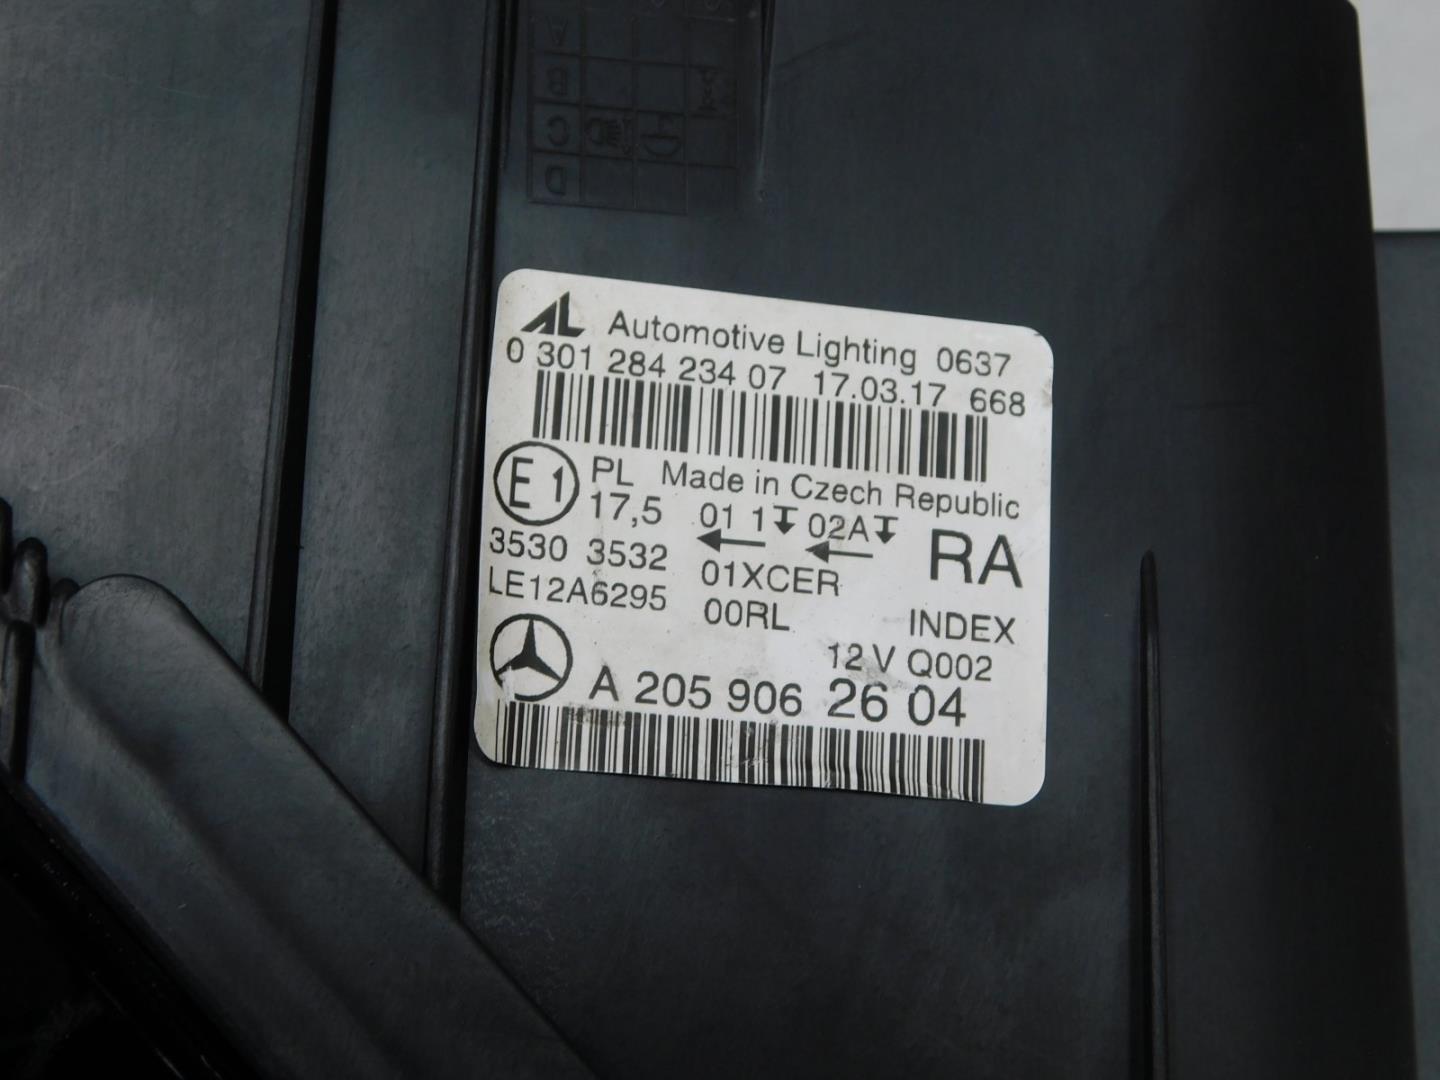 A
B
C
D
AL Automotive Lighting 0637
0 301 284 234 07 17.03.17 668
E1 PL Made in Czech Republic
17,5 01 1 02A RA
3530 3532
LE12A6295 01XCER
00RL INDEX
12 V Q002
A 205 906 26 04